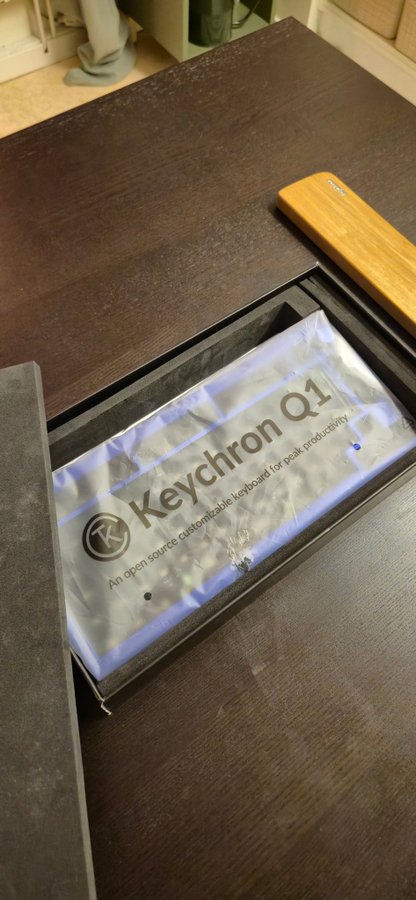 Keychron Q1
An open source customizable keyboard for peak productivity